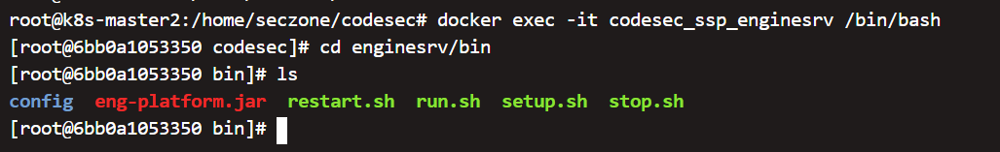 root@k8s-master2:/home/seczone/codesec# docker exec -it codesec_ssp_enginesrv /bin/bash
[root@6bb0a1053350 codesec]# cd enginesrv/bin
[root@6bb0a1053350 bin]# ls
config  eng-platform.jar  restart.sh  run.sh  setup.sh  stop.sh
[root@6bb0a1053350 bin]#